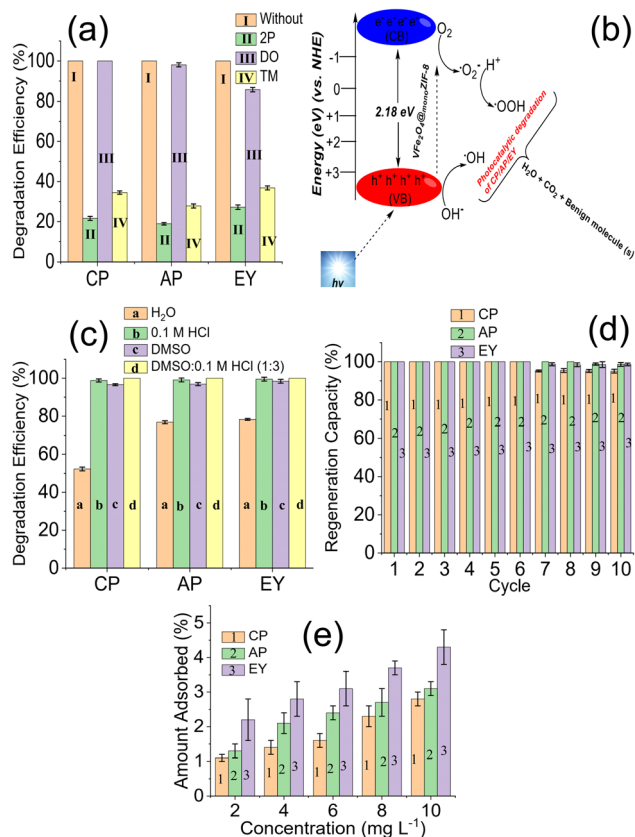 (a)
I Without
II 2P
III DO
IV TM
Degradation Efficiency (%)
100
80
60
40
20
0
I
II
III
IV
I
II
III
IV
I
II
III
IV
CP AP EY
(b)
Energy (eV) (vs. NHE)
-1
0
+1
+2
+3
e⁻ e⁻ e⁻ e⁻
(CB)
O₂
·O₂⁻
H⁺
·OOH
2.18 eV
VFe₂O₄@monoZIF-8
h⁺ h⁺ h⁺ h⁺
(VB)
·OH
OH⁻
hν
Photocatalytic degradation
of CP/AP/EY
H₂O + CO₂ + Benign molecule (s)
(c)
a H₂O
b 0.1 M HCl
c DMSO
d DMSO:0.1 M HCl (1:3)
Degradation Efficiency (%)
100
80
60
40
20
0
a b c d a b c d a b c d
CP AP EY
(d)
1 CP
2 AP
3 EY
Regeneration Capacity (%)
100
80
60
40
20
0
1 1 1 1 1 1 1 1 1 1
2 2 2 2 2 2 2 2 2 2
3 3 3 3 3 3 3 3 3 3
1 2 3 4 5 6 7 8 9 10
Cycle
(e)
1 CP
2 AP
3 EY
Amount Adsorbed (%)
5
4
3
2
1
0
1 2 3 1 2 3 1 2 3 1 2 3 1 2 3
2 4 6 8 10
Concentration (mg L⁻¹)